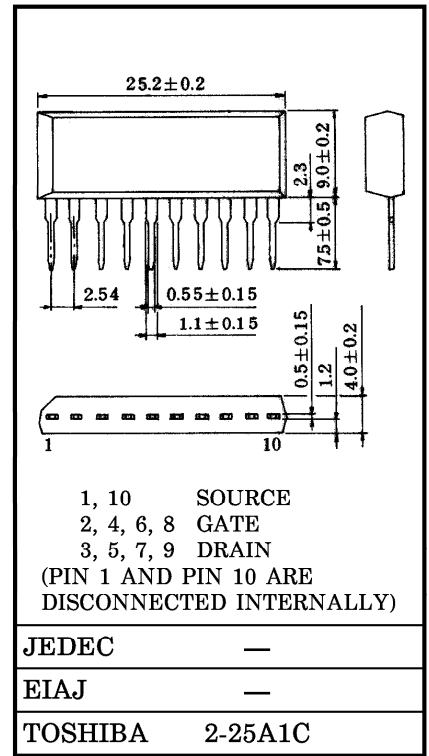 25.2±0.2
2.3
9.0±0.2
7.5±0.5
2.54
0.55±0.15
1.1±0.15
0.5±0.15
1.2
4.0±0.2
1
10
1, 10 SOURCE
2, 4, 6, 8 GATE
3, 5, 7, 9 DRAIN
(PIN 1 AND PIN 10 ARE
DISCONNECTED INTERNALLY)
JEDEC —
EIAJ —
TOSHIBA 2-25A1C